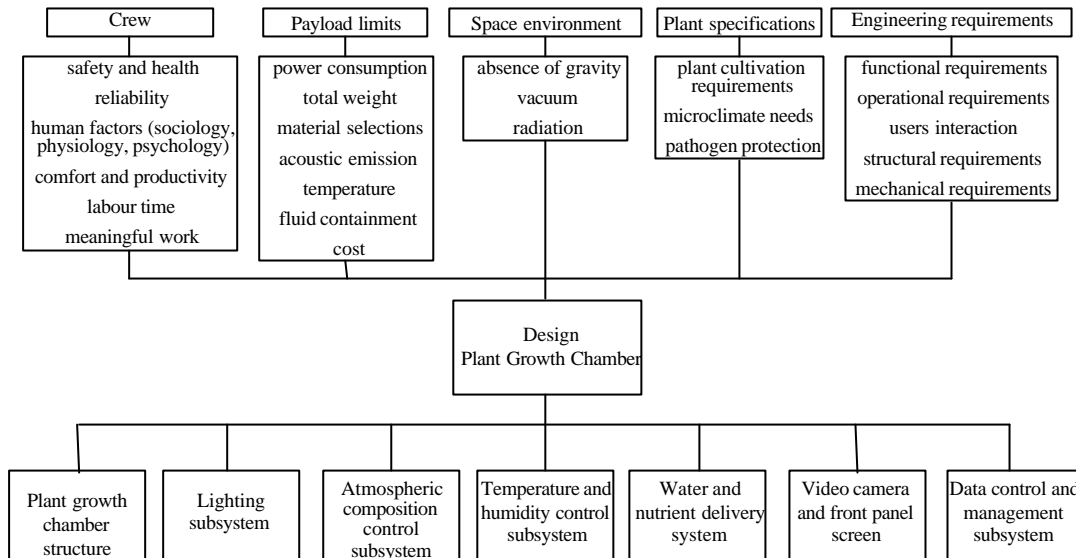 Crew
Payload limits
Space environment
Plant specifications
Engineering requirements
safety and health
reliability
human factors (sociology,
physiology, psychology)
comfort and productivity
labour time
meaningful work
power consumption
total weight
material selections
acoustic emission
temperature
fluid containment
cost
absence of gravity
vacuum
radiation
plant cultivation
requirements
microclimate needs
pathogen protection
functional requirements
operational requirements
users interaction
structural requirements
mechanical requirements
Design
Plant Growth Chamber
Plant growth
chamber
structure
Lighting
subsystem
Atmospheric
composition
control
subsystem
Temperature and
humidity control
subsystem
Water and
nutrient delivery
system
Video camera
and front panel
screen
Data control and
management
subsystem